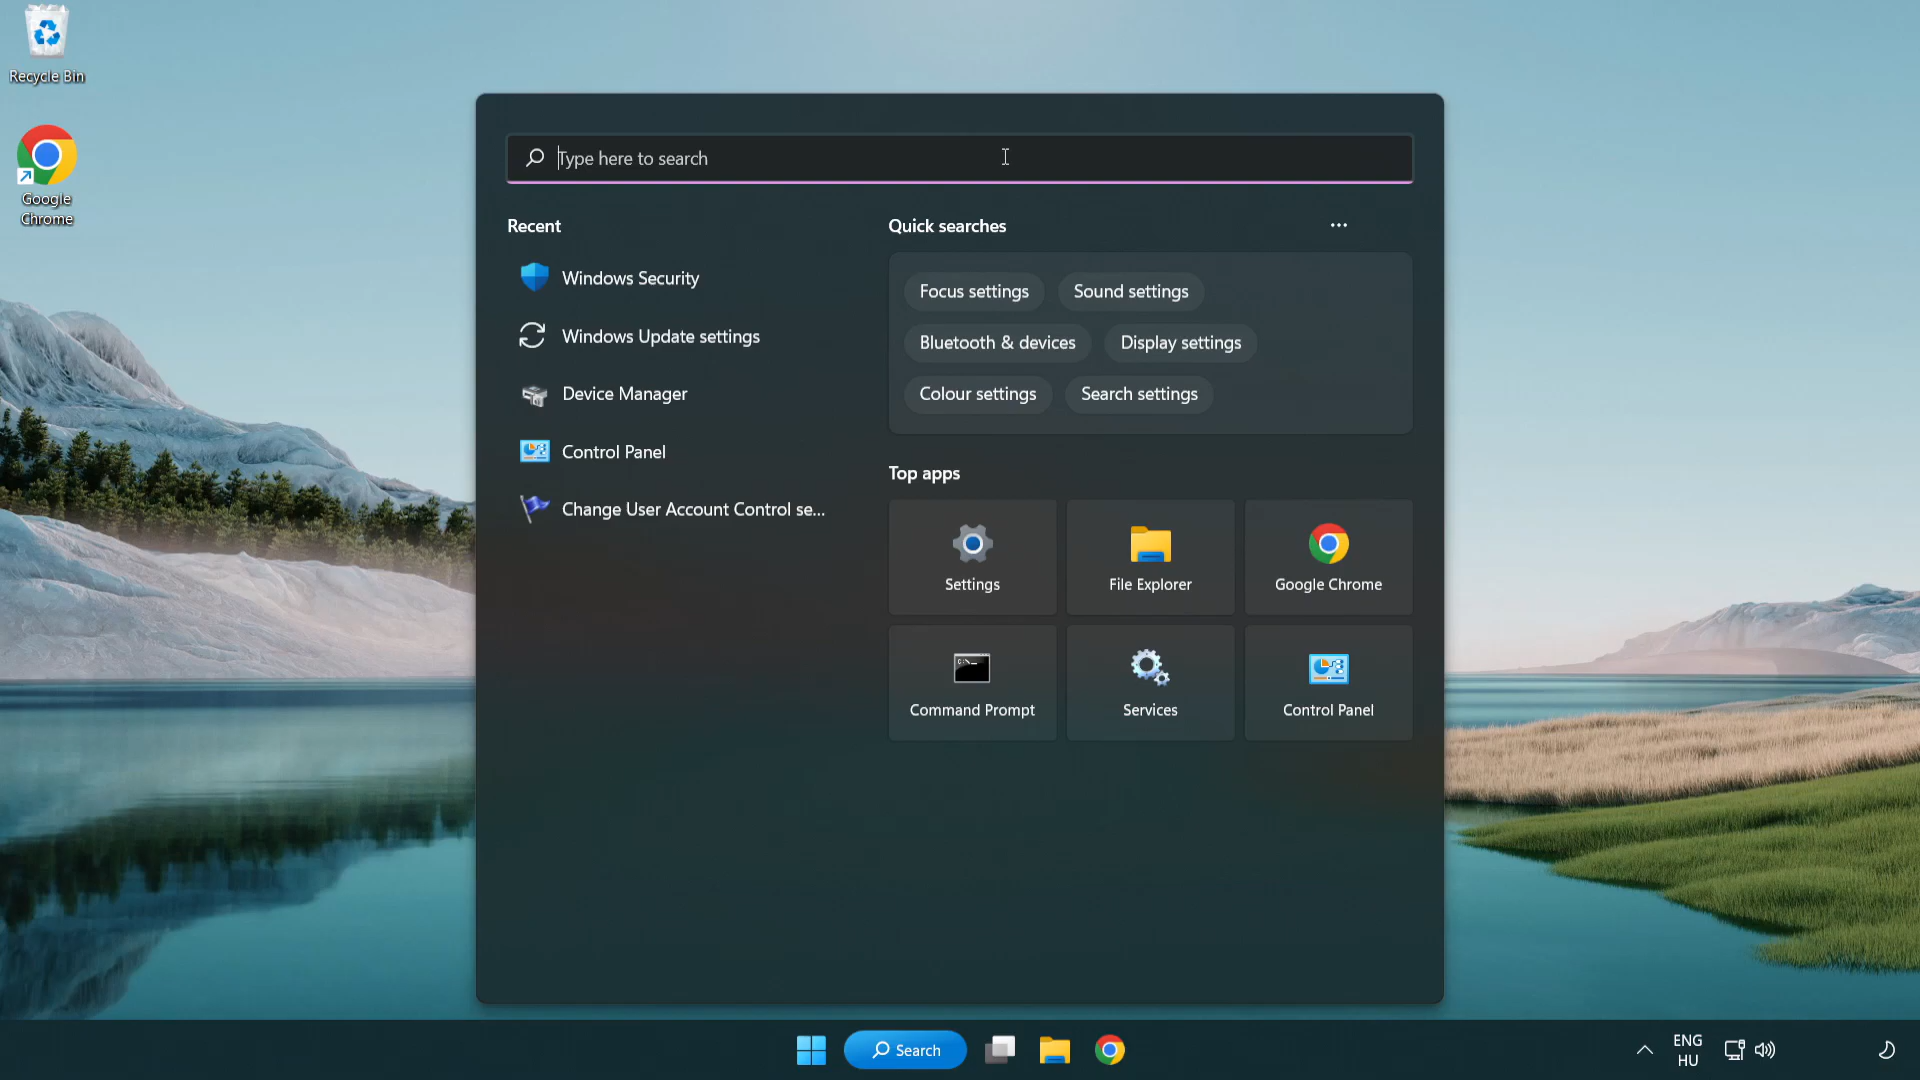 Recycle Bin
Google
Chrome
Type here to search
Recent
Windows Security
Windows Update settings
Device Manager
Control Panel
Change User Account Control se...
Quick searches
Focus settings
Sound settings
Bluetooth & devices
Display settings
Colour settings
Search settings
Top apps
Settings
File Explorer
Google Chrome
Command Prompt
Services
Control Panel
Search
ENG
HU